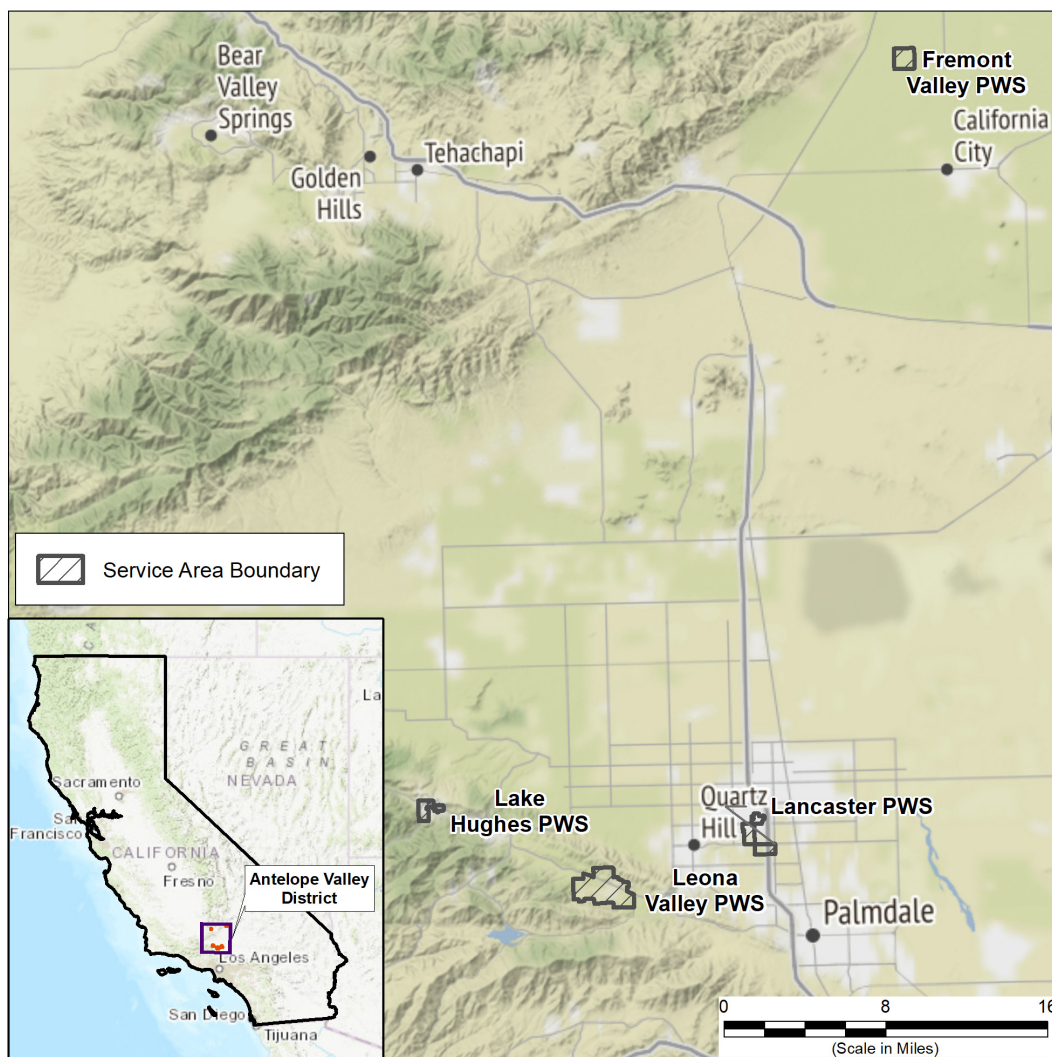 Bear
Valley
Springs
Golden
Hills
Tehachapi
Fremont
Valley PWS
California
City
Service Area Boundary
Lake
Hughes PWS
Quartz
Hill
Lancaster PWS
Leona
Valley PWS
Palmdale
GREAT
BASIN
NEVADA
La
CA
Sacramento
San
Francisco
CALIFORNIA
Fresno
Antelope Valley
District
Los Angeles
San Diego
Tijuana
0 8 16
(Scale in Miles)